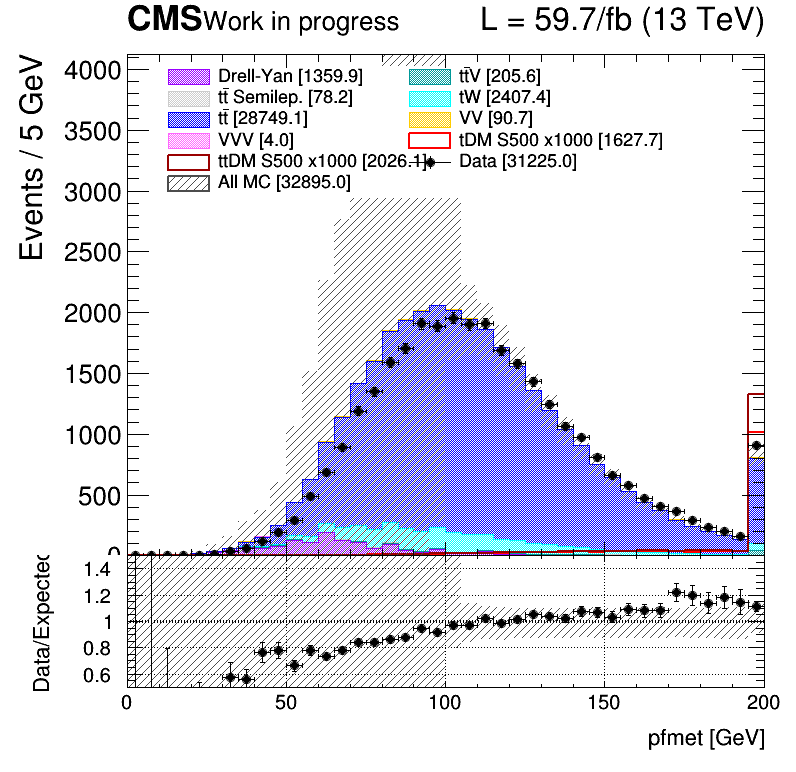 CMS Work in progress L = 59.7/fb (13 TeV)
Events / 5 GeV
4000
3500
3000
2500
2000
1500
1000
500
0
Drell-Yan [1359.9] tt̄V [205.6]
tt̄ Semilep. [78.2] tW [2407.4]
tt̄ [28749.1] VV [90.7]
VVV [4.0] tDM S500 x1000 [1627.7]
ttDM S500 x1000 [2026.1] Data [31225.0]
All MC [32895.0]
Data/Expected
1.4
1.2
1
0.8
0.6
0 50 100 150 200
pfmet [GeV]